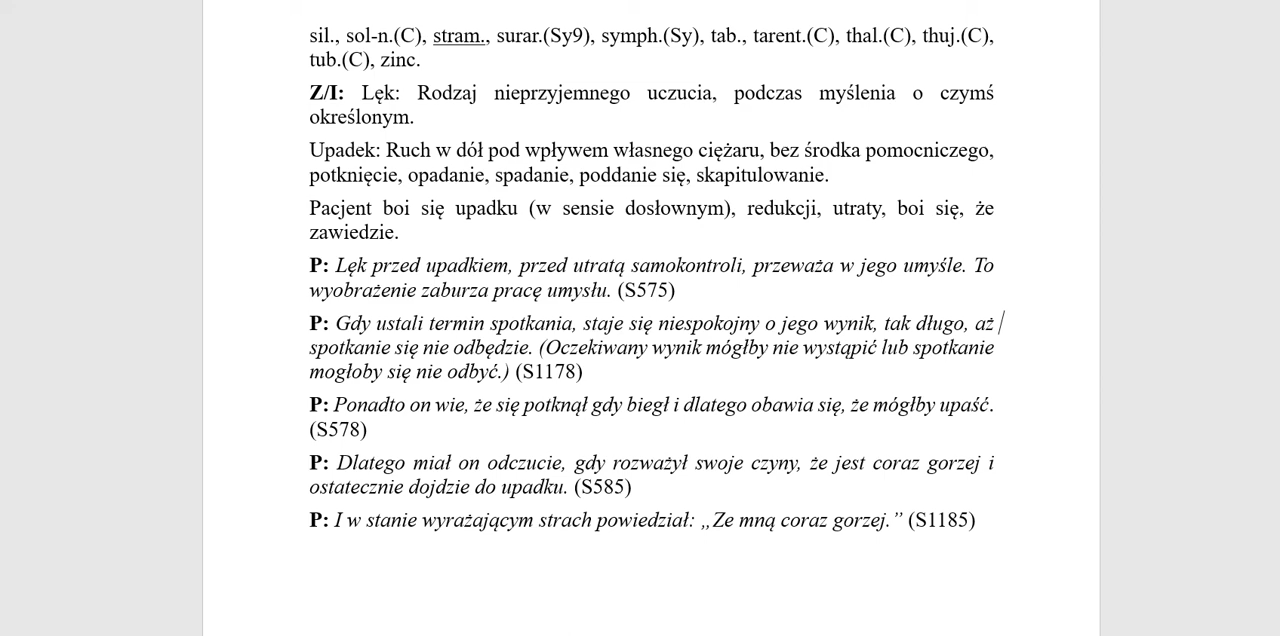 sil., sol-n.(C), stram., surar.(Sy9), symph.(Sy), tab., tarent.(C), thal.(C), thuj.(C),
tub.(C), zinc.
Z/I: Lęk: Rodzaj nieprzyjemnego uczucia, podczas myślenia o czymś
określonym.
Upadek: Ruch w dół pod wpływem własnego ciężaru, bez środka pomocniczego,
potknięcie, opadanie, spadanie, poddanie się, skapitulowanie.
Pacjent boi się upadku (w sensie dosłownym), redukcji, utraty, boi się, że
zawiedzie.
P: Lęk przed upadkiem, przed utratą samokontroli, przeważa w jego umyśle. To
wyobrażenie zaburza pracę umysłu. (S575)
P: Gdy ustali termin spotkania, staje się niespokojny o jego wynik, tak długo, aż
spotkanie się nie odbędzie. (Oczekiwany wynik mógłby nie wystąpić lub spotkanie
mogłoby się nie odbyć.) (S1178)
P: Ponadto on wie, że się potknął gdy biegł i dlatego obawia się, że mógłby upaść.
(S578)
P: Dlatego miał on odczucie, gdy rozważył swoje czyny, że jest coraz gorzej i
ostatecznie dojdzie do upadku. (S585)
P: I w stanie wyrażającym strach powiedział: „Ze mną coraz gorzej.” (S1185)